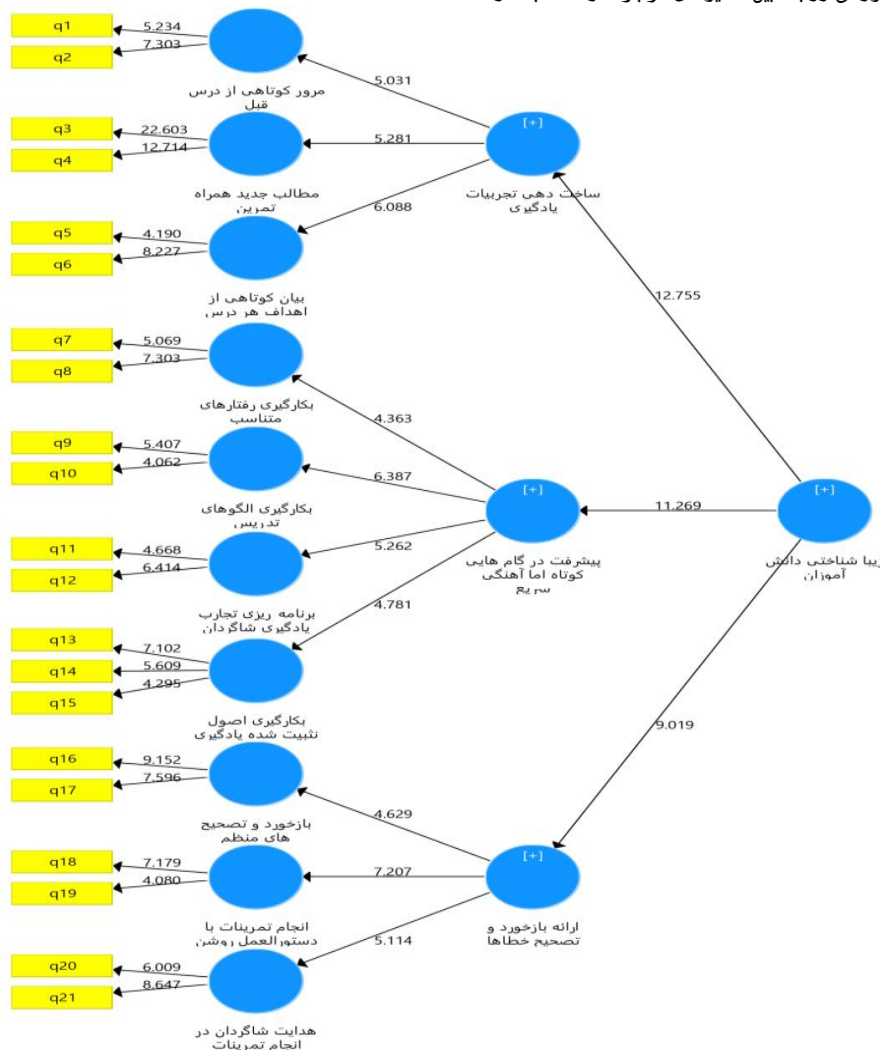 q1
5.234
q2
7.303
مرور کوتاهی از درس
قبل
5.031
q3
22.603
q4
12.714
مطالب جدید همراه
تمرین
5.281
[+]
ساخت دهی تجربیات
یادگیری
q5
4.190
q6
8.227
بیان کوتاهی از
اهداف هر درس
6.088
12.755
q7
5.069
q8
7.303
بکارگیری رفتارهای
متناسب
4.363
q9
5.407
q10
4.062
بکارگیری الگوهای
تدریس
6.387
[+]
پیشرفت در گام هایی
کوتاه اما آهنگی
سریع
11.269
[+]
زیبا شناختی دانش
آموزان
q11
4.668
q12
6.414
برنامه ریزی تجارب
یادگیری شاگردان
5.262
q13
7.102
q14
5.609
q15
4.295
بکارگیری اصول
تثبیت شده یادگیری
4.781
9.019
q16
9.152
q17
7.596
بازخورد و تصحیح
های منظم
4.629
q18
7.179
q19
4.080
انجام تمرینات با
دستورالعمل روشن
7.207
[+]
ارائه بازخورد و
تصحیح خطاها
q20
6.009
q21
8.647
هدایت شاگردان در
انجام تمرینات
5.114